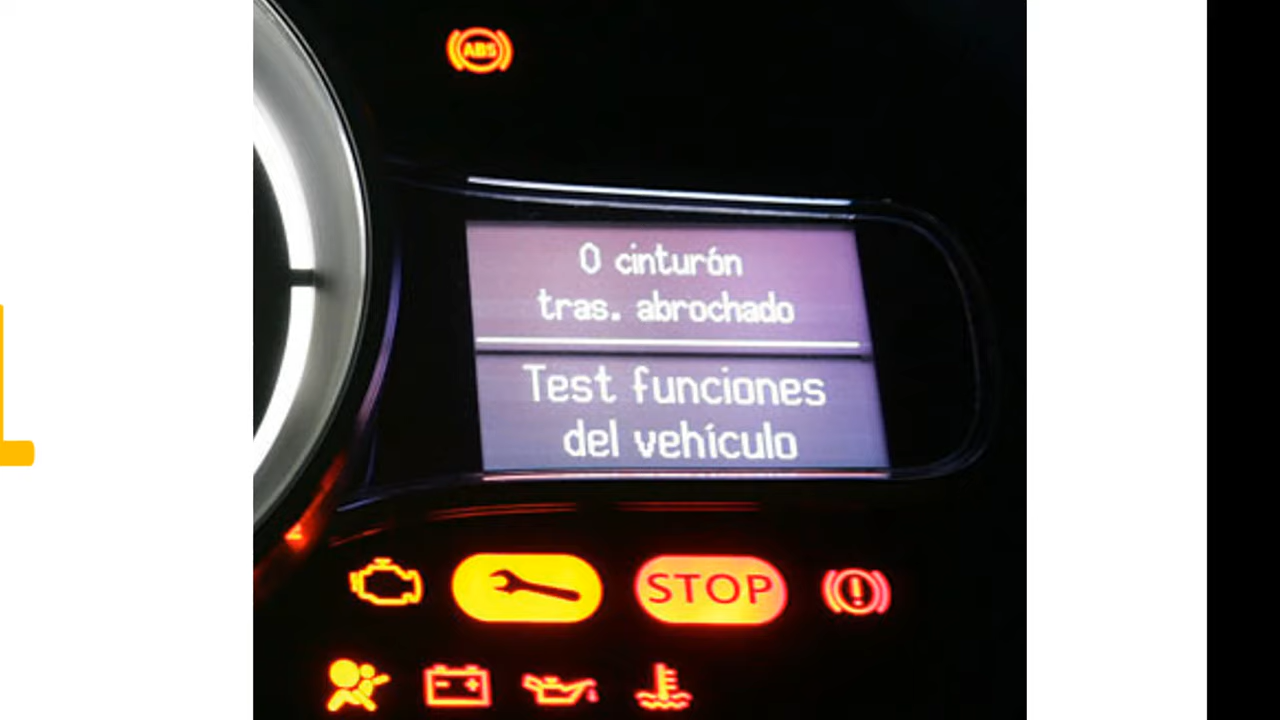 ABS
0 cinturón
tras. abrochado
Test funciones
del vehículo
STOP